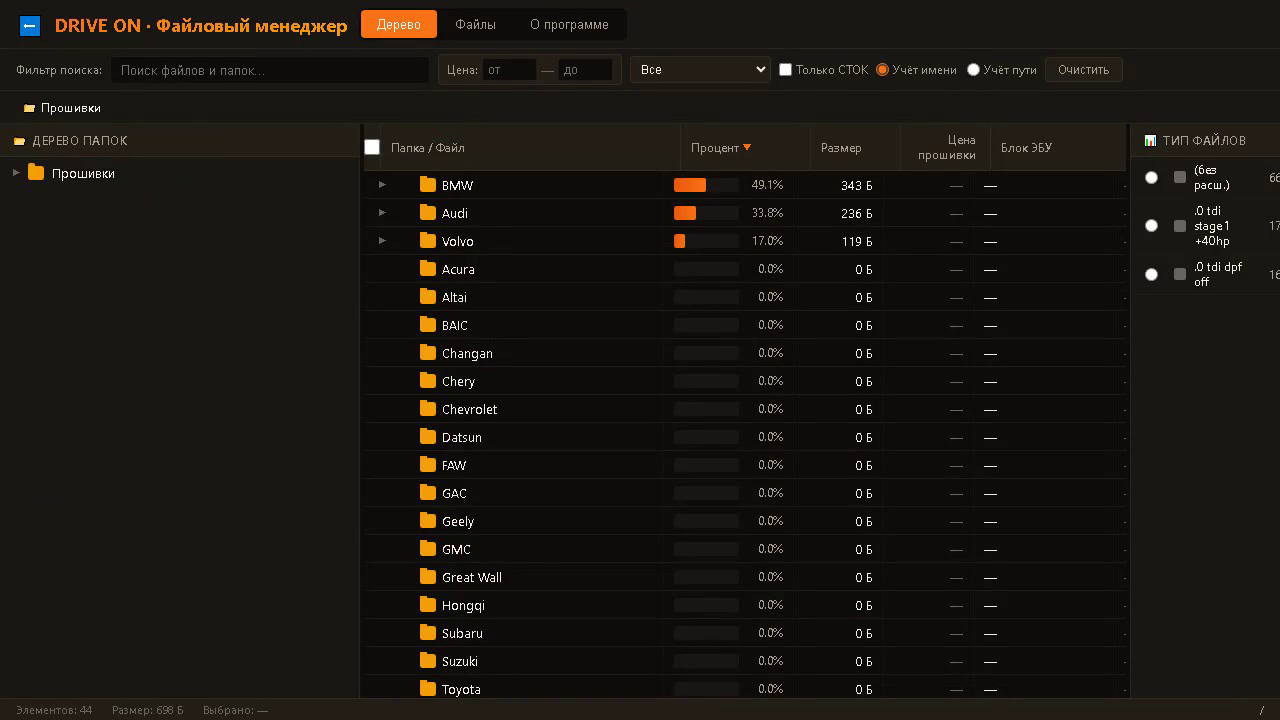 DRIVE ON · Файловый менеджер Дерево Файлы О программе
Фильтр поиска: Поиск файлов и папок... Цена: от — до Все Только СТОК Учёт имени Учёт пути Очистить
Прошивки
ДЕРЕВО ПАПОК
Прошивки
Папка / Файл Процент Размер Цена прошивки Блок ЭБУ
BMW 49.1% 343 Б — —
Audi 33.8% 236 Б — —
Volvo 17.0% 119 Б — —
Acura 0.0% 0 Б — —
Altai 0.0% 0 Б — —
BAIC 0.0% 0 Б — —
Changan 0.0% 0 Б — —
Chery 0.0% 0 Б — —
Chevrolet 0.0% 0 Б — —
Datsun 0.0% 0 Б — —
FAW 0.0% 0 Б — —
GAC 0.0% 0 Б — —
Geely 0.0% 0 Б — —
GMC 0.0% 0 Б — —
Great Wall 0.0% 0 Б — —
Hongqi 0.0% 0 Б — —
Subaru 0.0% 0 Б — —
Suzuki 0.0% 0 Б — —
Toyota 0.0% 0 Б — —
ТИП ФАЙЛОВ
(без
расш.)
.0 tdi
stage1
+40hp
.0 tdi dpf
off
Элементов: 44 Размер: 698 Б Выбрано: — /